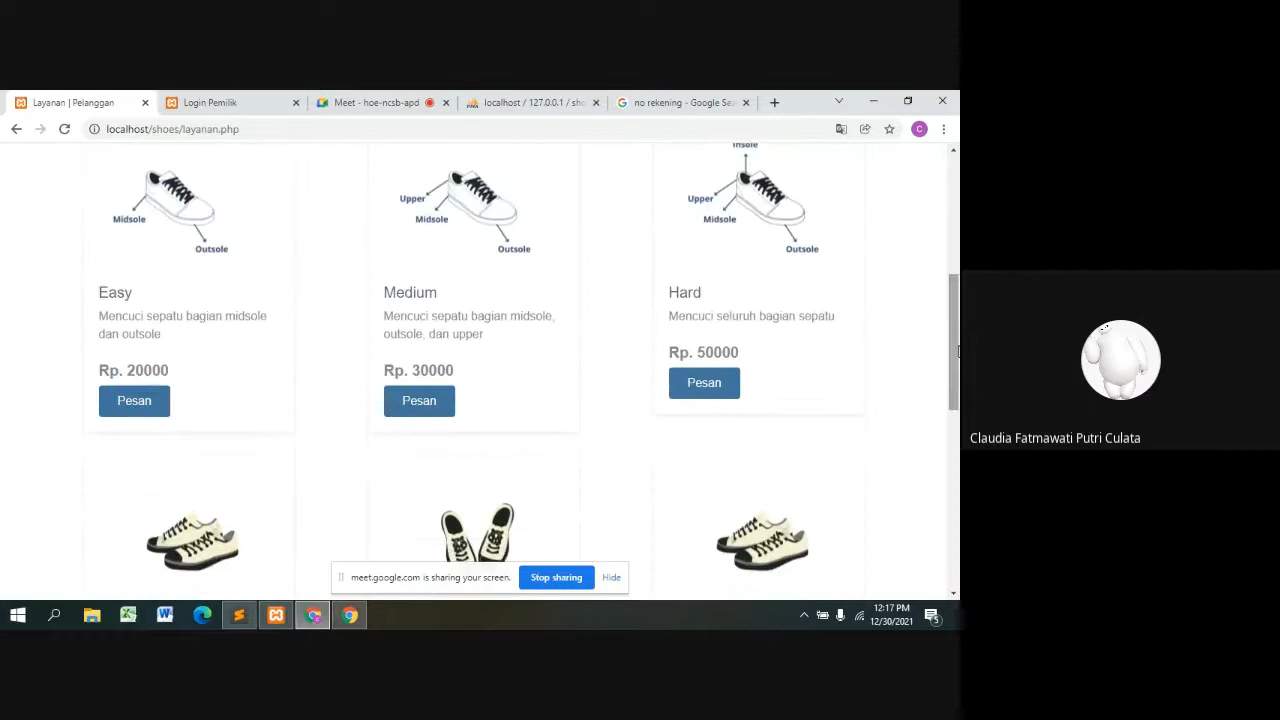 Layanan | Pelanggan
Login Pemilik
Meet - hoe-ncsb-apd
localhost / 127.0.0.1 / sho
no rekening - Google Sea
localhost/shoes/layanan.php
C
Midsole
Outsole
Easy
Mencuci sepatu bagian midsole
dan outsole
Rp. 20000
Pesan
Upper
Midsole
Outsole
Medium
Mencuci sepatu bagian midsole,
outsole, dan upper
Rp. 30000
Pesan
Insole
Upper
Midsole
Outsole
Hard
Mencuci seluruh bagian sepatu
Rp. 50000
Pesan
meet.google.com is sharing your screen.
Stop sharing
Hide
12:17 PM
12/30/2021
5
Claudia Fatmawati Putri Culata